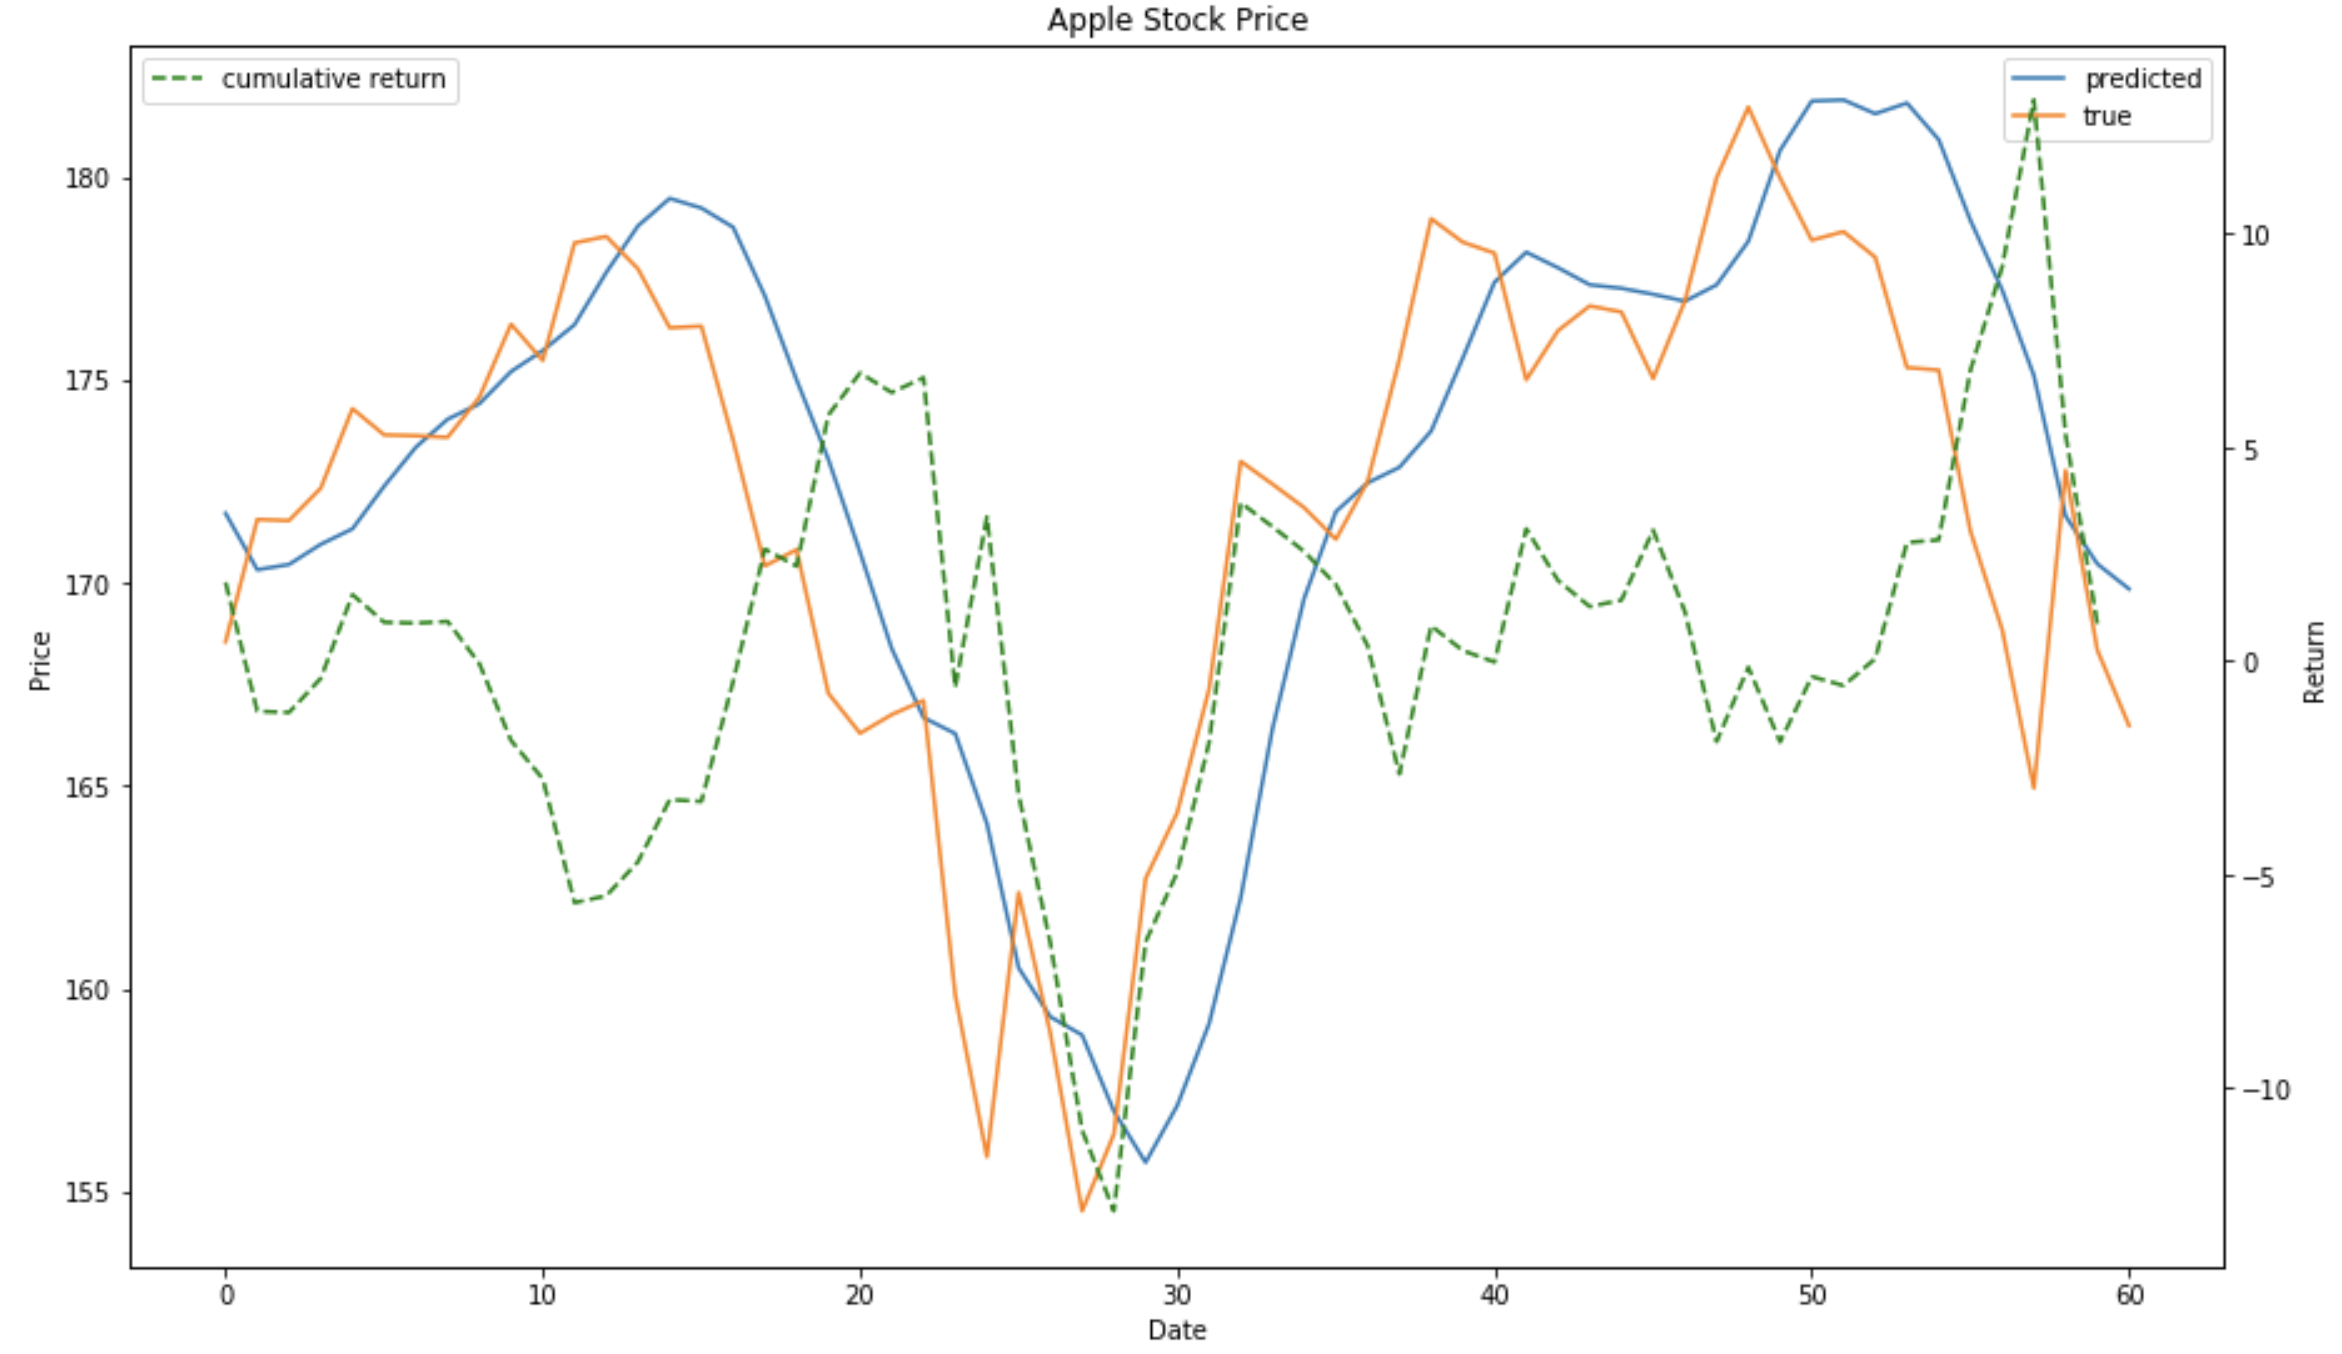 Apple Stock Price
cumulative return
predicted
true
180
175
170
165
160
155
Price
10
5
0
−5
−10
Return
0 10 20 30 40 50 60
Date